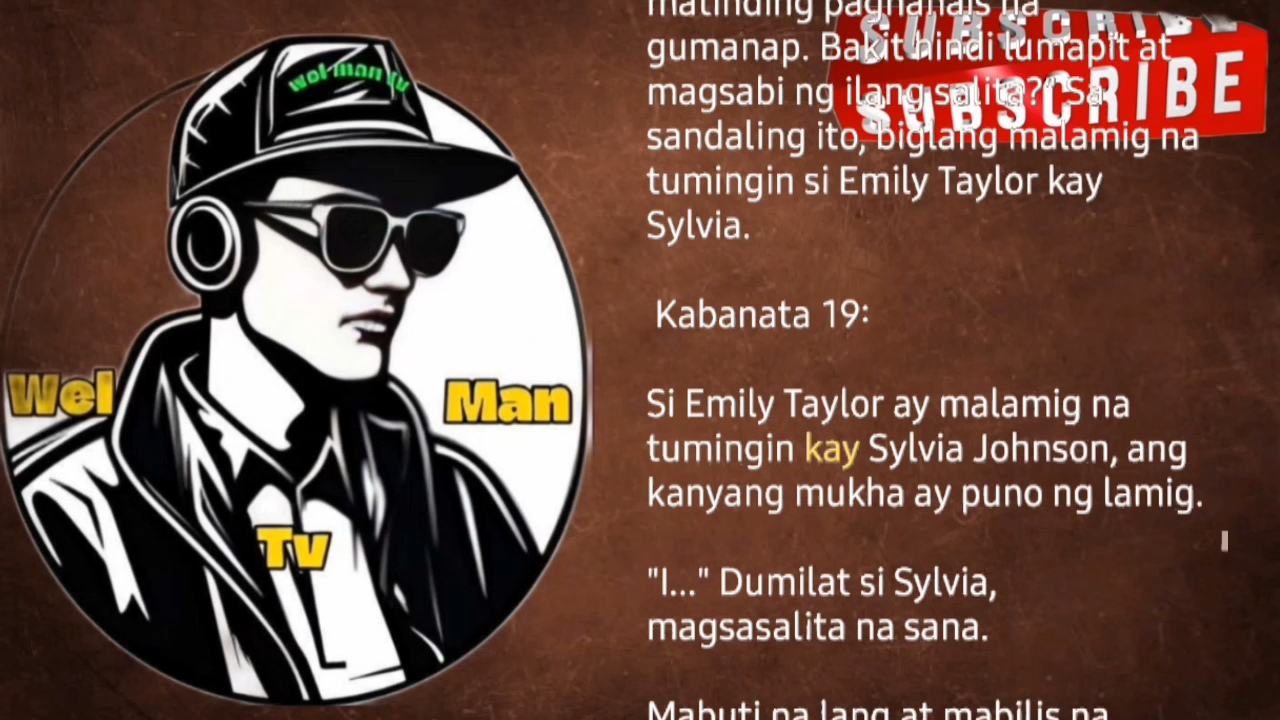 wel man tv
Wel
Man
Tv
SUBSCRIBE
SUBSCRIBE
matinding pagnanais na
gumanap. Bakit hindi lumapit at
magsabi ng ilang salita?" Sa
sandaling ito, biglang malamig na
tumingin si Emily Taylor kay
Sylvia.
Kabanata 19:
Si Emily Taylor ay malamig na
tumingin kay Sylvia Johnson, ang
kanyang mukha ay puno ng lamig.
"I..." Dumilat si Sylvia,
magsasalita na sana.
Mabuti na lang at mabilis na